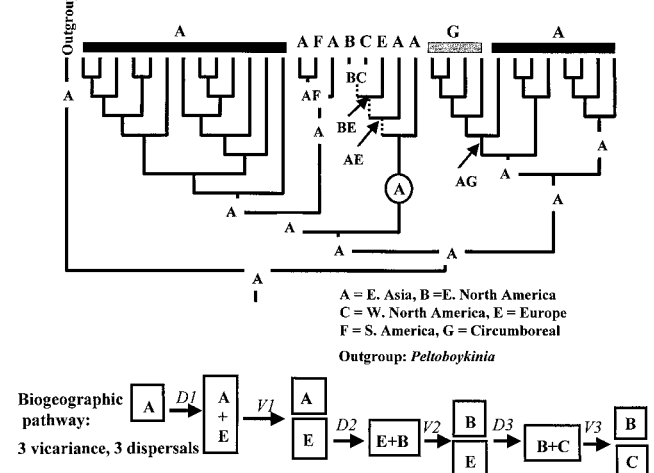 Outgroup
A
A F A B C E A A
G
A
BC
A
AF
BE
A
A
AE
A
AG
A
A
A
A
A
A
A
A
A = E. Asia, B =E. North America
C = W. North America, E = Europe
F = S. America, G = Circumboreal
Outgroup: Peltoboykinia
Biogeographic
pathway:
3 vicariance, 3 dispersals
A
D1
A
+
E
V1
A
E
D2
E+B
V2
B
E
D3
B+C
V3
B
C